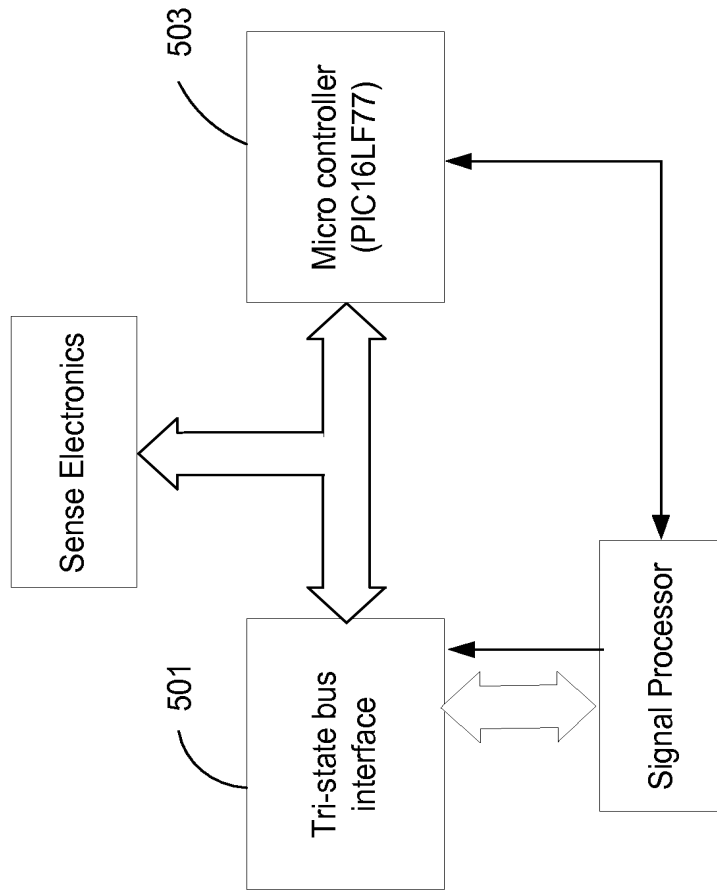 Sense Electronics
501
503
Tri-state bus
interface
Micro controller
(PIC16LF77)
Signal Processor